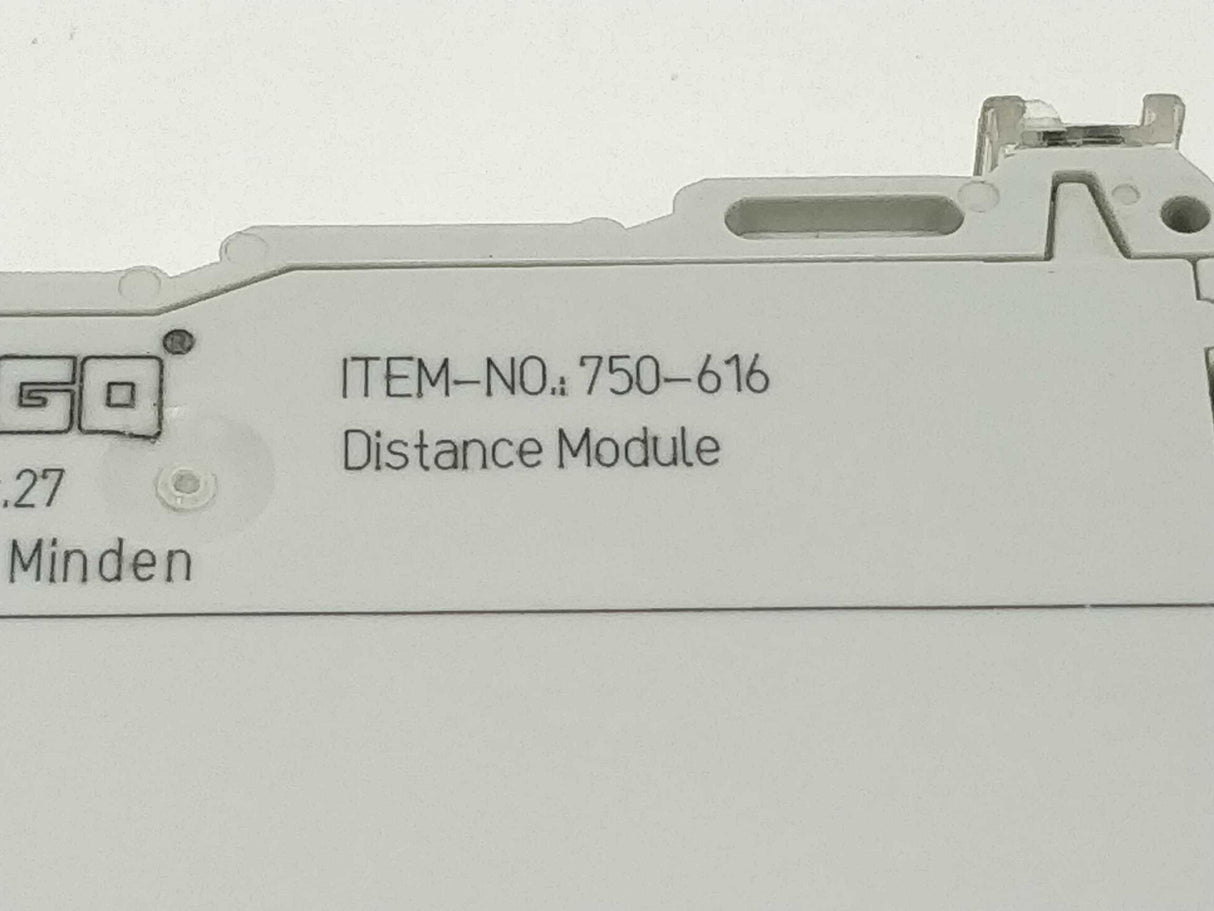 GO®
ITEM-NO.: 750-616
Distance Module
.27
Minden